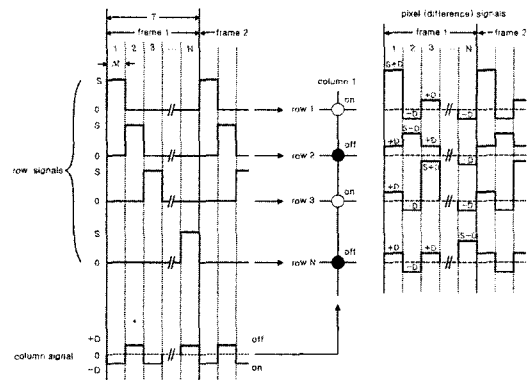 T
pixel (difference) signals
frame 1
frame 2
frame 1
frame 2
1 2 3 N
1 2 3 N
Δt
column 1
S
0
row 1
on
S+D
-D
+D
-D
S
0
row 2
off
+D
S-D
+D
-D
row signals
S
0
row 3
on
+D
-D
S+D
-D
S
0
row N
off
+D
-D
+D
S-D
column signal
+D
0
-D
off
on